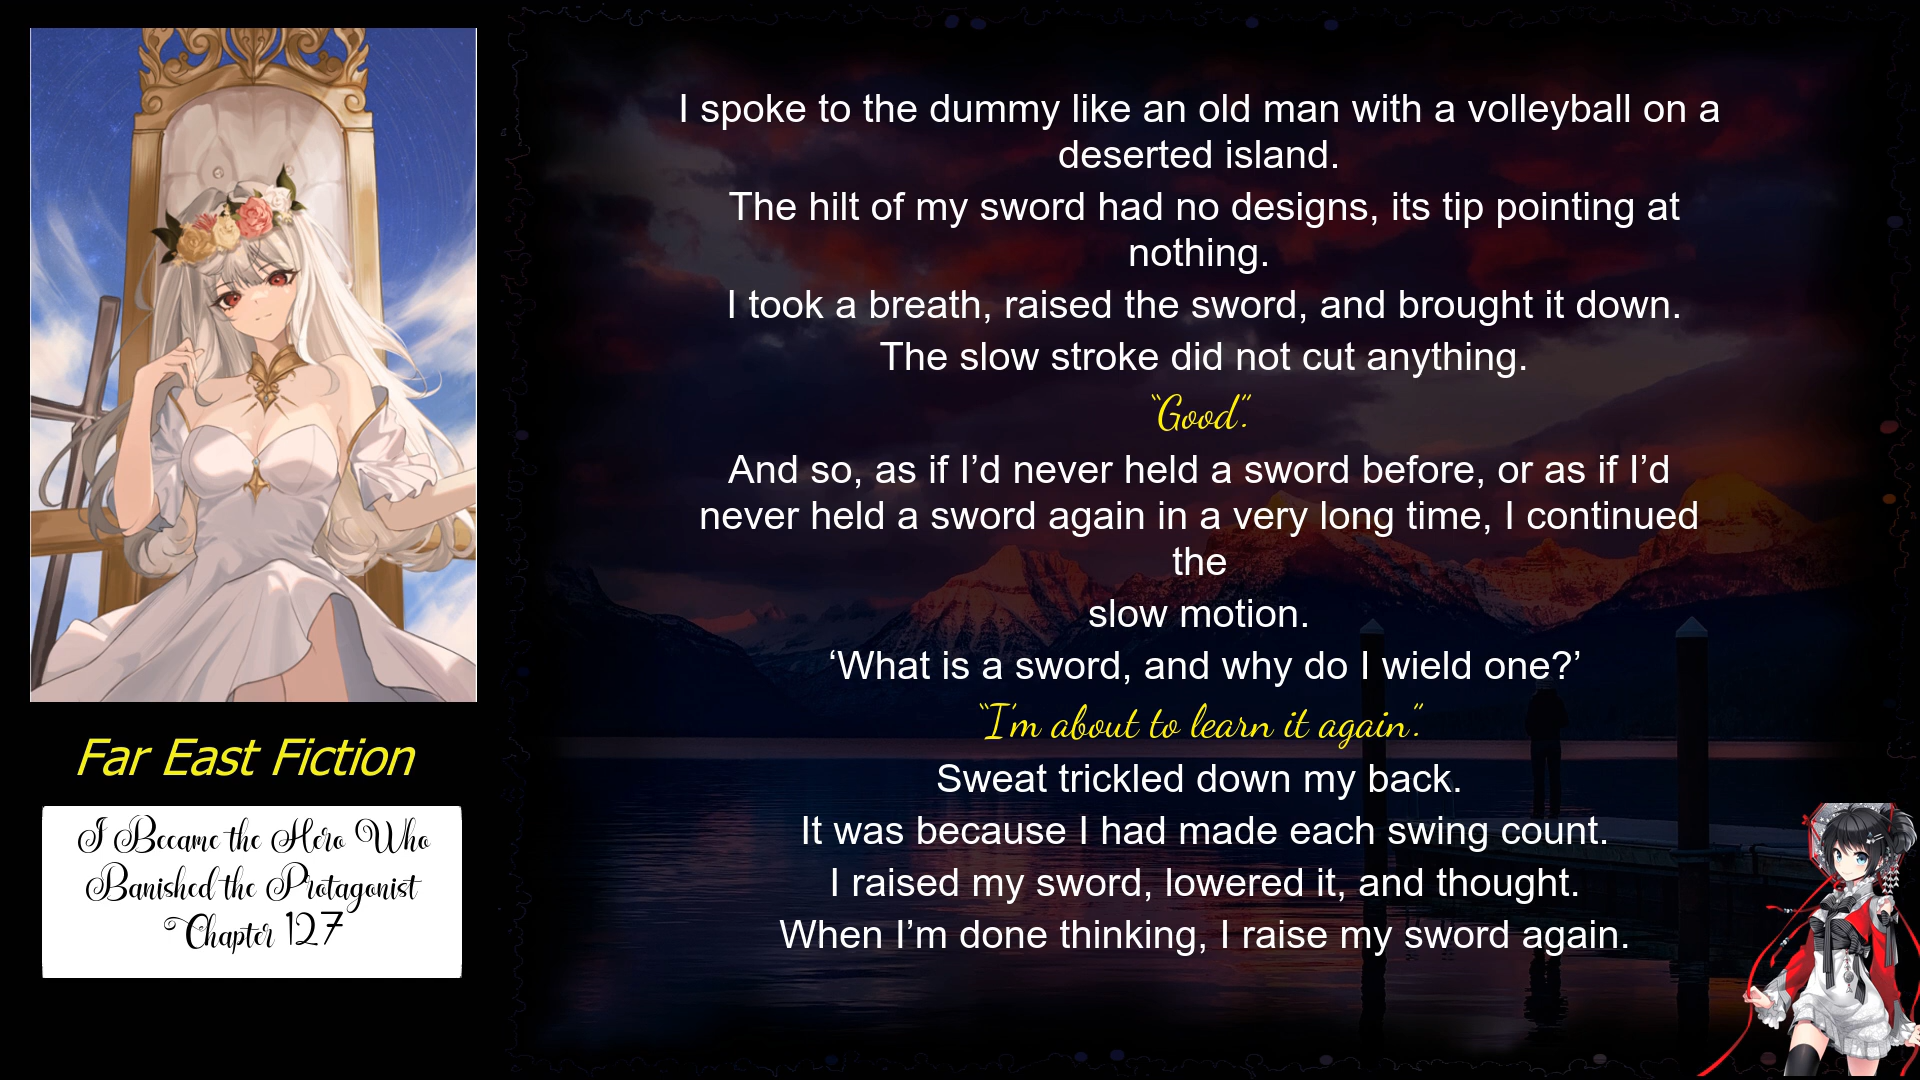 I spoke to the dummy like an old man with a volleyball on a
deserted island.
The hilt of my sword had no designs, its tip pointing at
nothing.
I took a breath, raised the sword, and brought it down.
The slow stroke did not cut anything.
“Good”.
And so, as if I’d never held a sword before, or as if I’d
never held a sword again in a very long time, I continued
the
slow motion.
‘What is a sword, and why do I wield one?’
“I’m about to learn it again”.
Sweat trickled down my back.
It was because I had made each swing count.
I raised my sword, lowered it, and thought.
When I’m done thinking, I raise my sword again.
Far East Fiction
I Became the Hero Who
Banished the Protagonist
Chapter 127